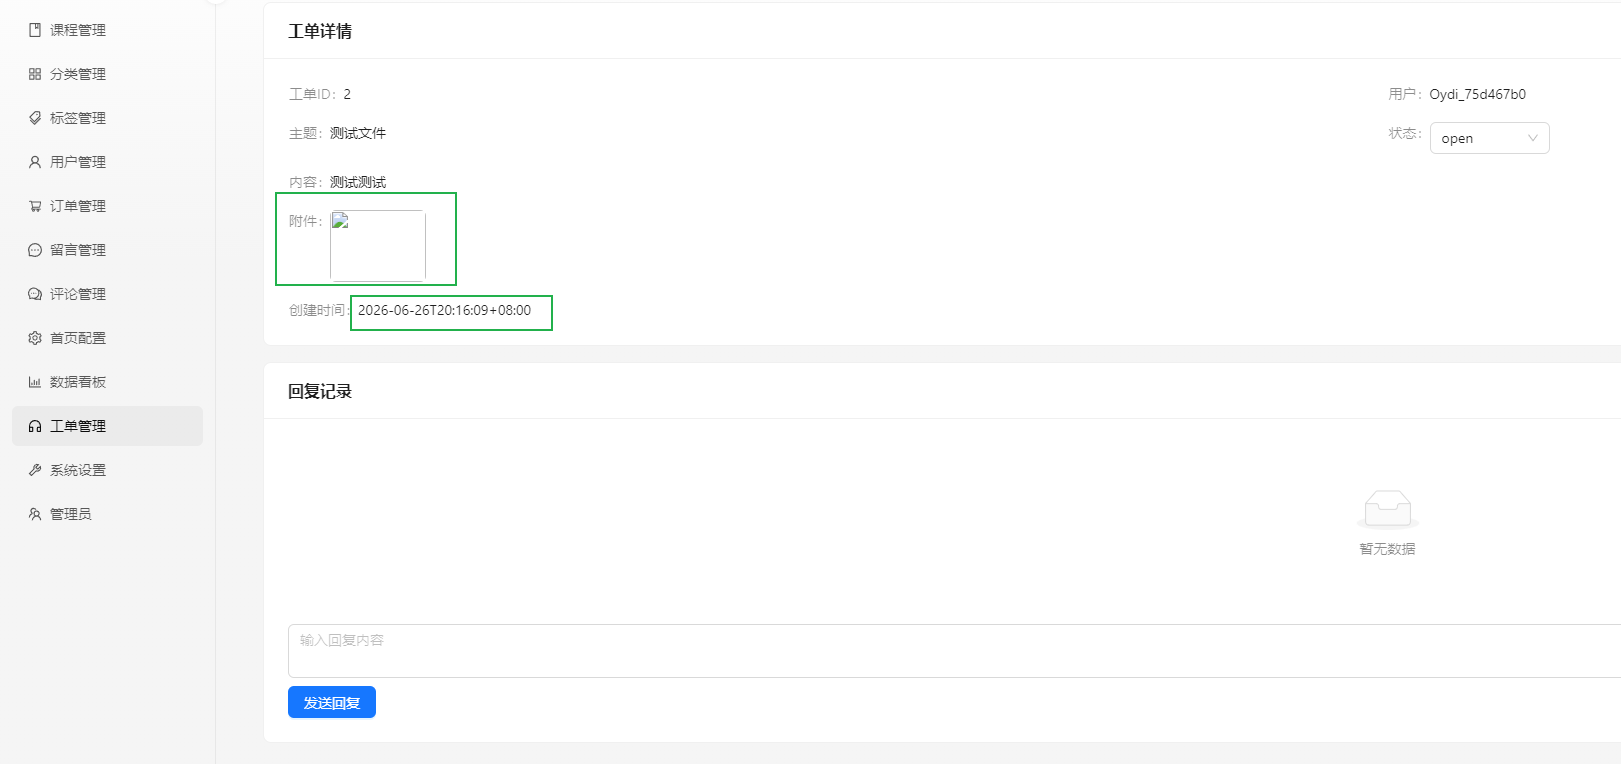 课程管理
分类管理
标签管理
用户管理
订单管理
留言管理
评论管理
首页配置
数据看板
工单管理
系统设置
管理员
工单详情
工单ID: 2
用户: Oydi_75d467b0
主题: 测试文件
状态: open
内容: 测试测试
附件:
创建时间: 2026-06-26T20:16:09+08:00
回复记录
暂无数据
输入回复内容
发送回复